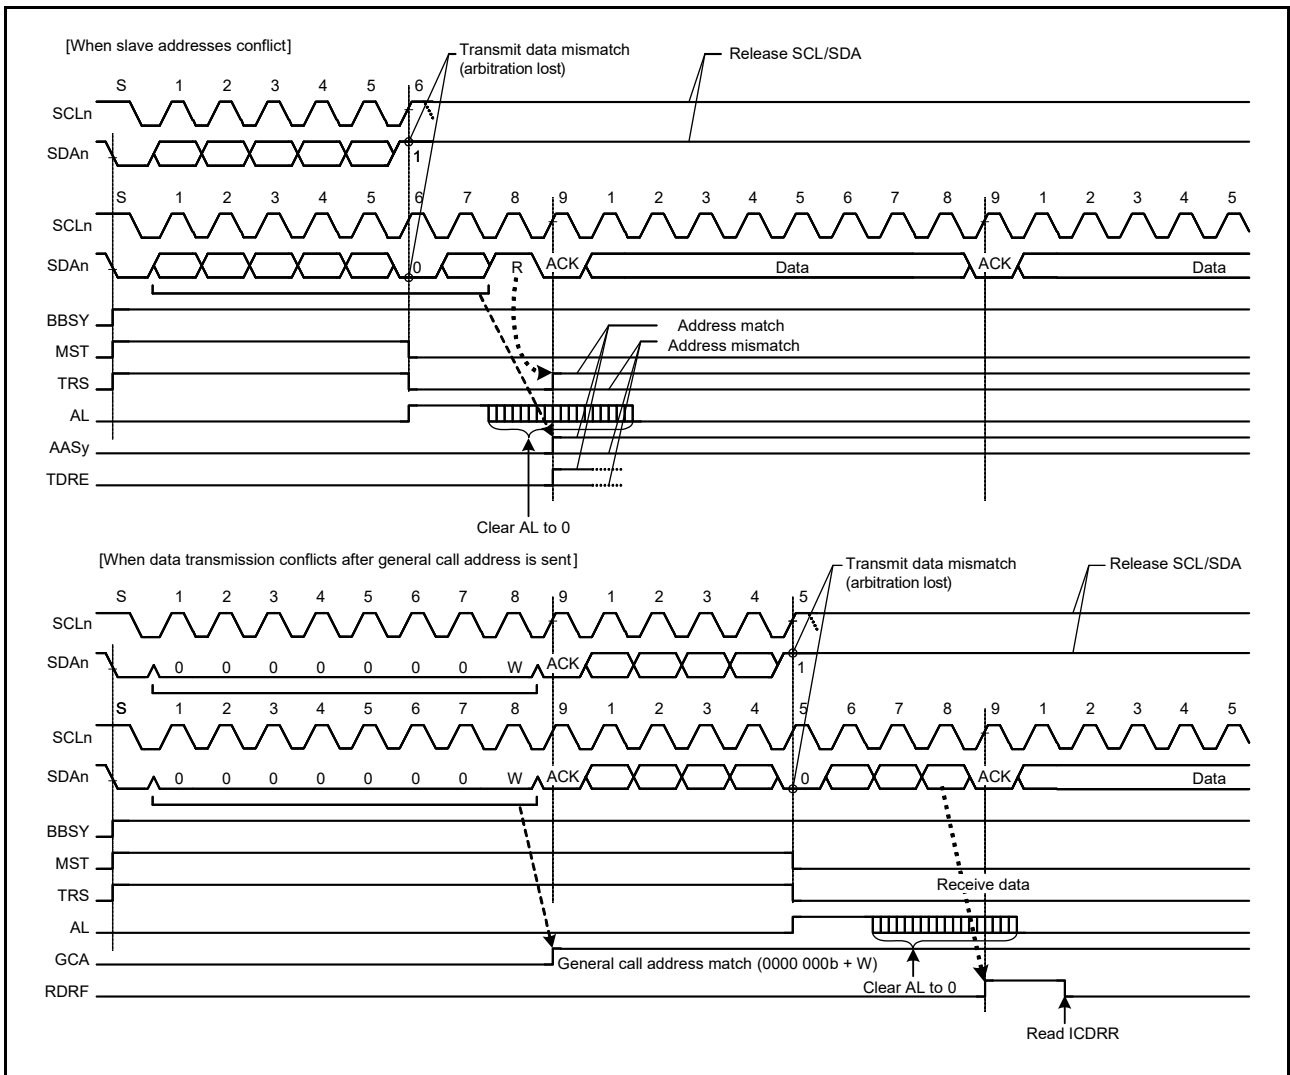 [When slave addresses conflict]
Transmit data mismatch
(arbitration lost)
Release SCL/SDA
S 1 2 3 4 5 6
SCLn
SDAn 1
S 1 2 3 4 5 6 7 8 9 1 2 3 4 5 6 7 8 9 1 2 3 4 5
SCLn
SDAn 0 R ACK Data ACK Data
BBSY
Address match
MST
Address mismatch
TRS
AL
AASy
TDRE
Clear AL to 0
[When data transmission conflicts after general call address is sent]
Transmit data mismatch
(arbitration lost)
Release SCL/SDA
S 1 2 3 4 5 6 7 8 9 1 2 3 4 5
SCLn
SDAn 0 0 0 0 0 0 0 W ACK 1
S 1 2 3 4 5 6 7 8 9 1 2 3 4 5 6 7 8 9 1 2 3 4 5
SCLn
SDAn 0 0 0 0 0 0 0 W ACK 0 ACK Data
BBSY
MST
TRS
Receive data
AL
GCA
General call address match (0000 000b + W)
Clear AL to 0
RDRF
Read ICDRR